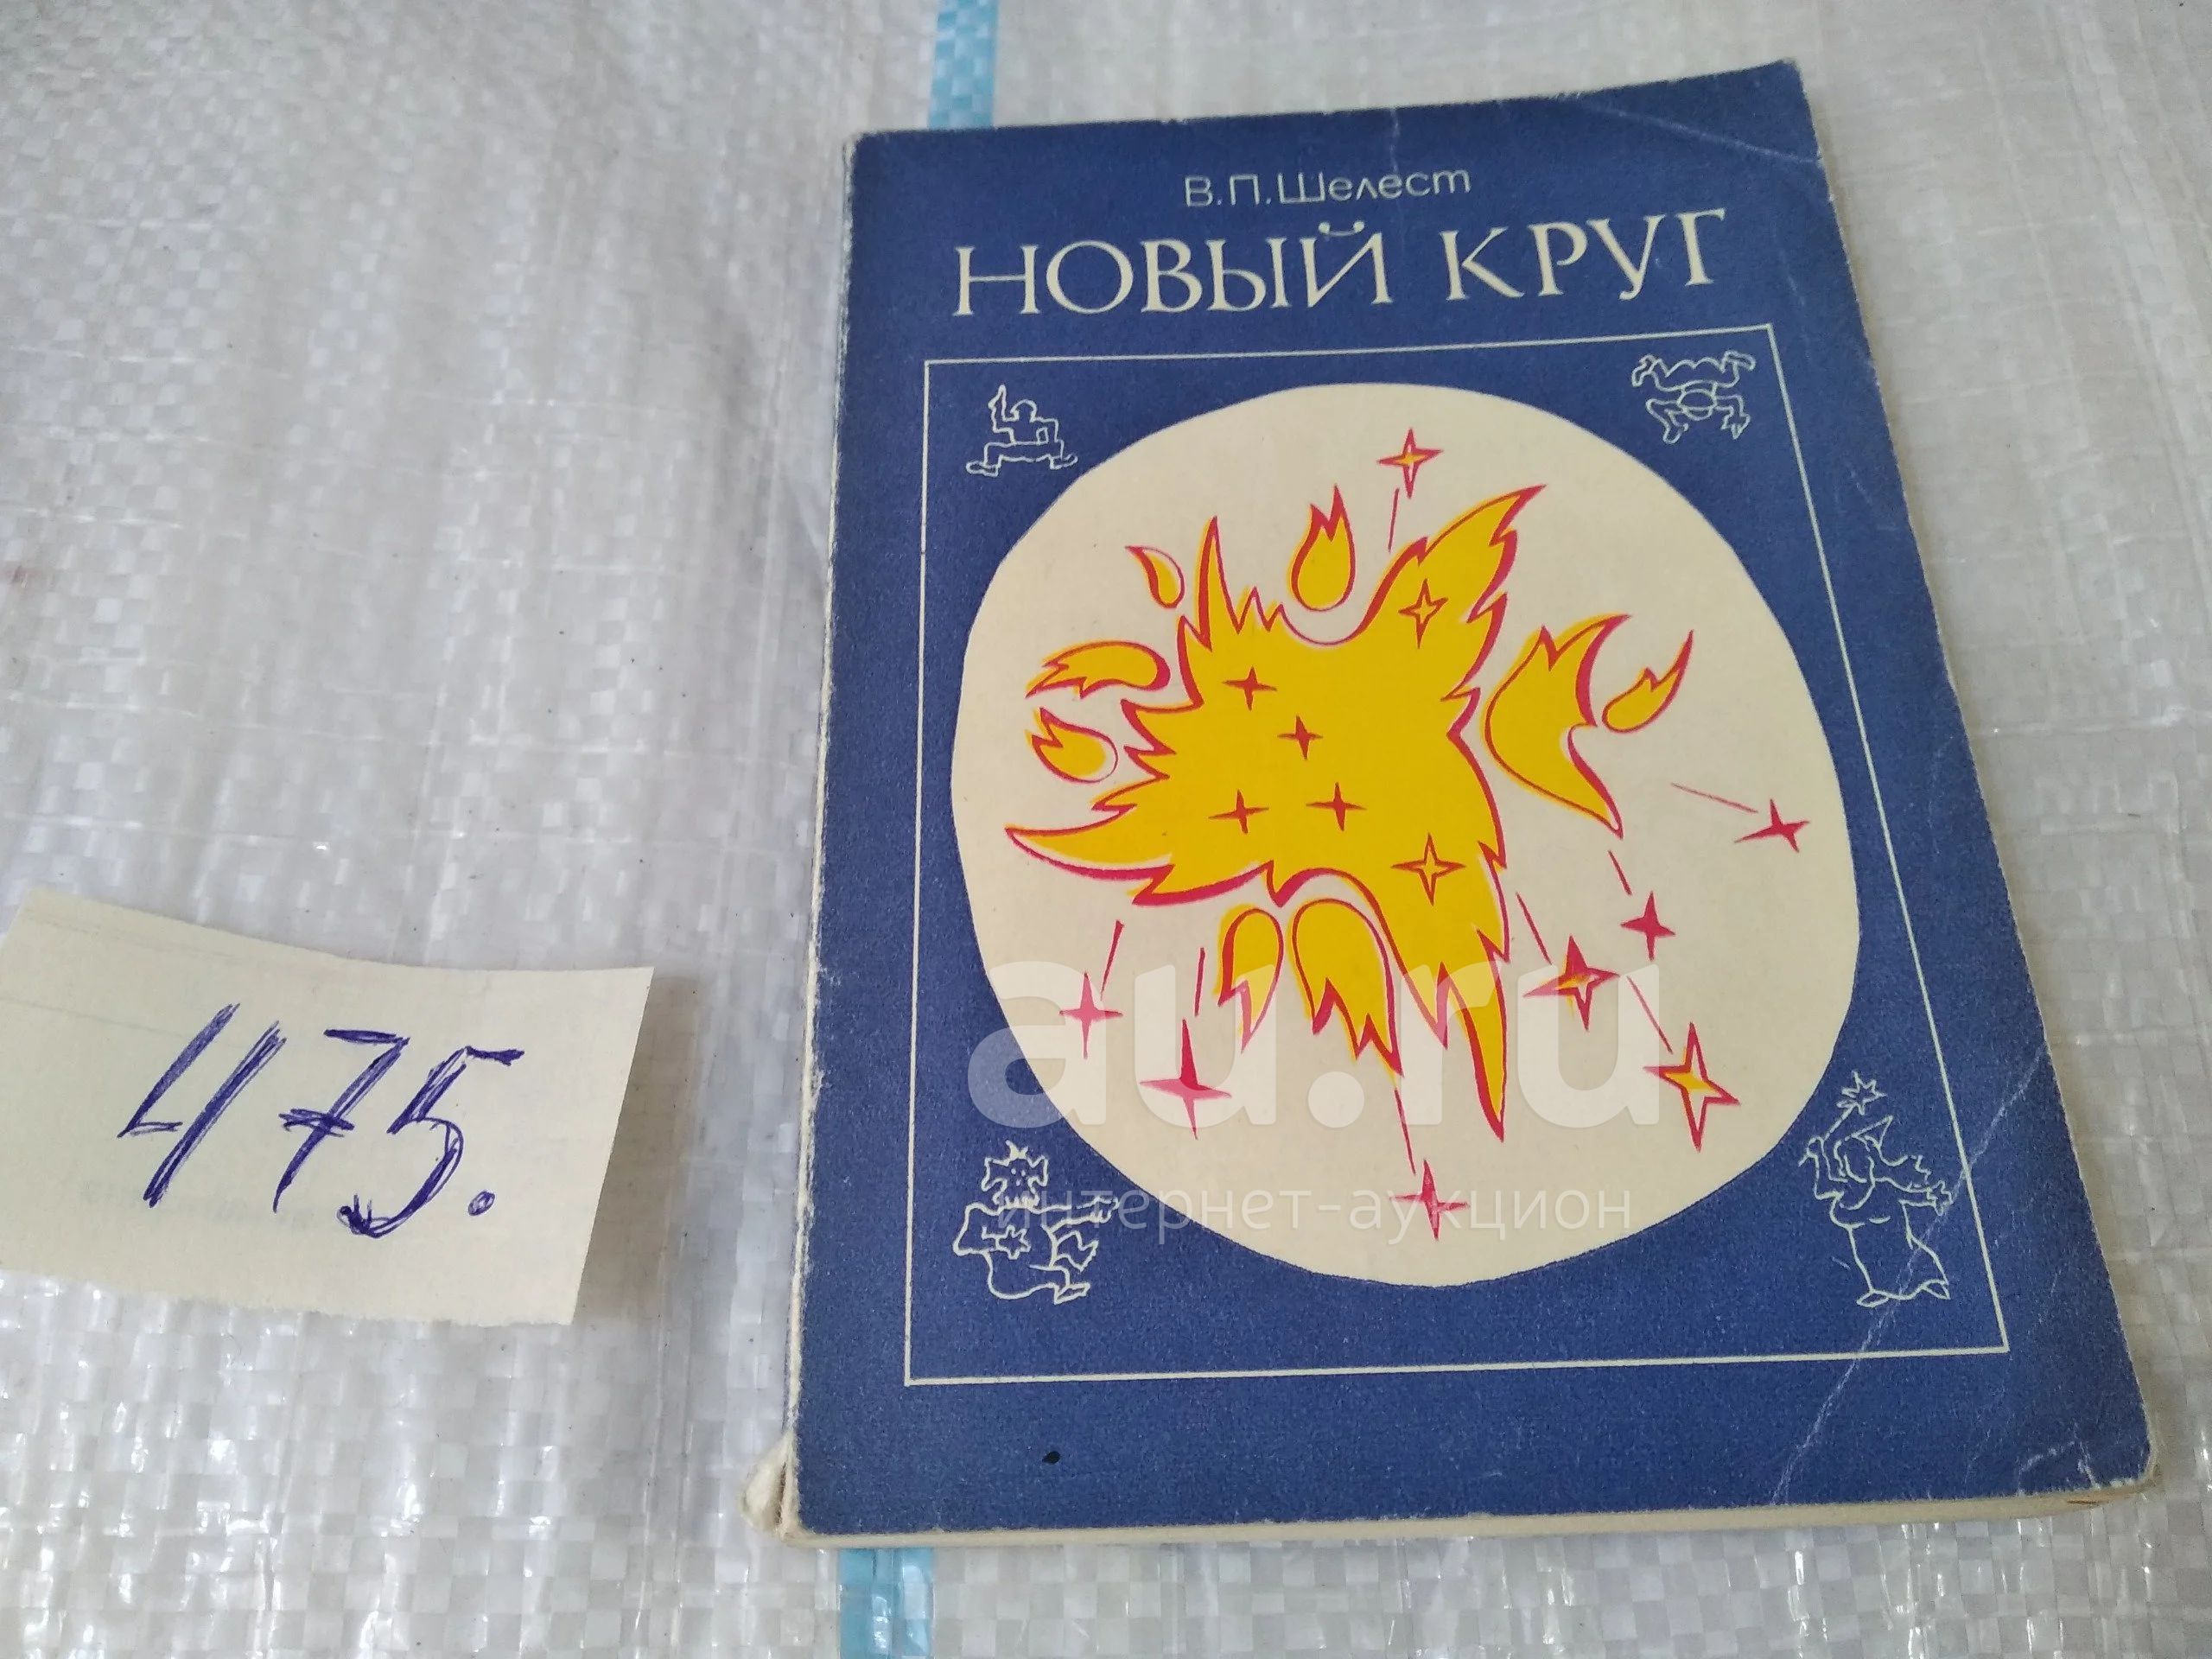 В.П.Шелест
НОВЫЙ КРУГ
475.
au.ru
интернет-аукцион